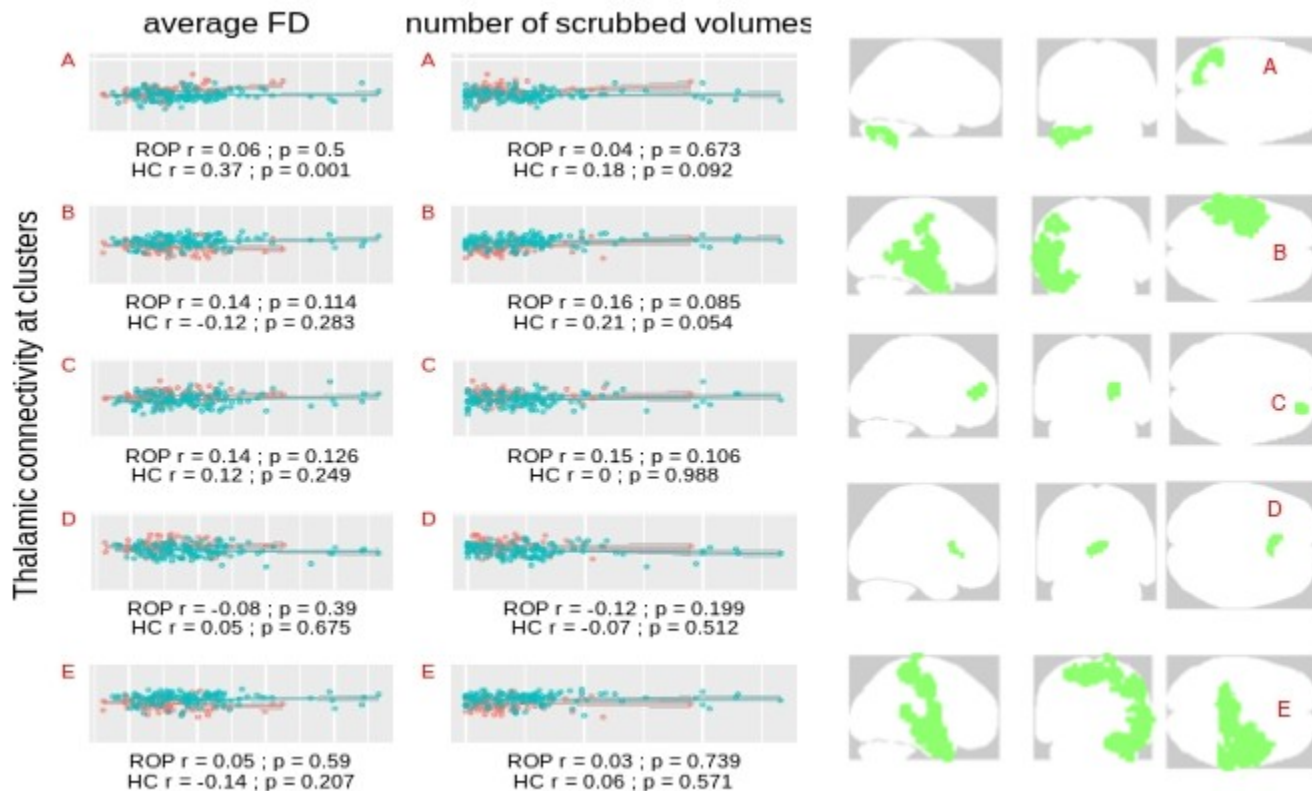 average FD
number of scrubbed volumes
Thalamic connectivity at clusters
A
A
A
ROP r = 0.06 ; p = 0.5
HC r = 0.37 ; p = 0.001
ROP r = 0.04 ; p = 0.673
HC r = 0.18 ; p = 0.092
B
B
B
ROP r = 0.14 ; p = 0.114
HC r = -0.12 ; p = 0.283
ROP r = 0.16 ; p = 0.085
HC r = 0.21 ; p = 0.054
C
C
C
ROP r = 0.14 ; p = 0.126
HC r = 0.12 ; p = 0.249
ROP r = 0.15 ; p = 0.106
HC r = 0 ; p = 0.988
D
D
D
ROP r = -0.08 ; p = 0.39
HC r = 0.05 ; p = 0.675
ROP r = -0.12 ; p = 0.199
HC r = -0.07 ; p = 0.512
E
E
E
ROP r = 0.05 ; p = 0.59
HC r = -0.14 ; p = 0.207
ROP r = 0.03 ; p = 0.739
HC r = 0.06 ; p = 0.571